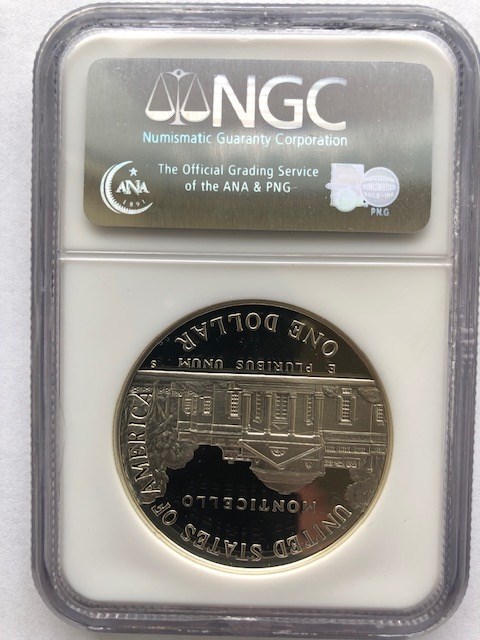 NGC
Numismatic Guaranty Corporation
The Official Grading Service
of the ANA & PNG
ANA
1891
P.N.G
UNITED STATES OF AMERICA
MONTICELLO
E PLURIBUS UNUM
S
ONE DOLLAR